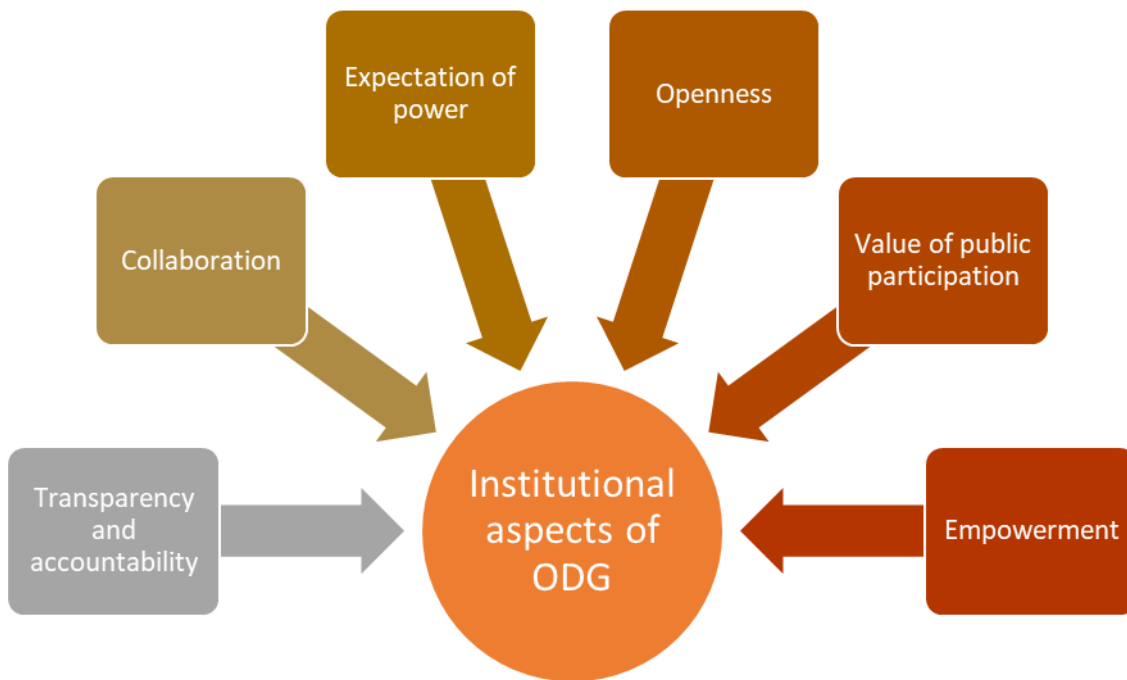 Expectation of
power
Openness
Collaboration
Value of public
participation
Transparency
and
accountability
Institutional
aspects of
ODG
Empowerment